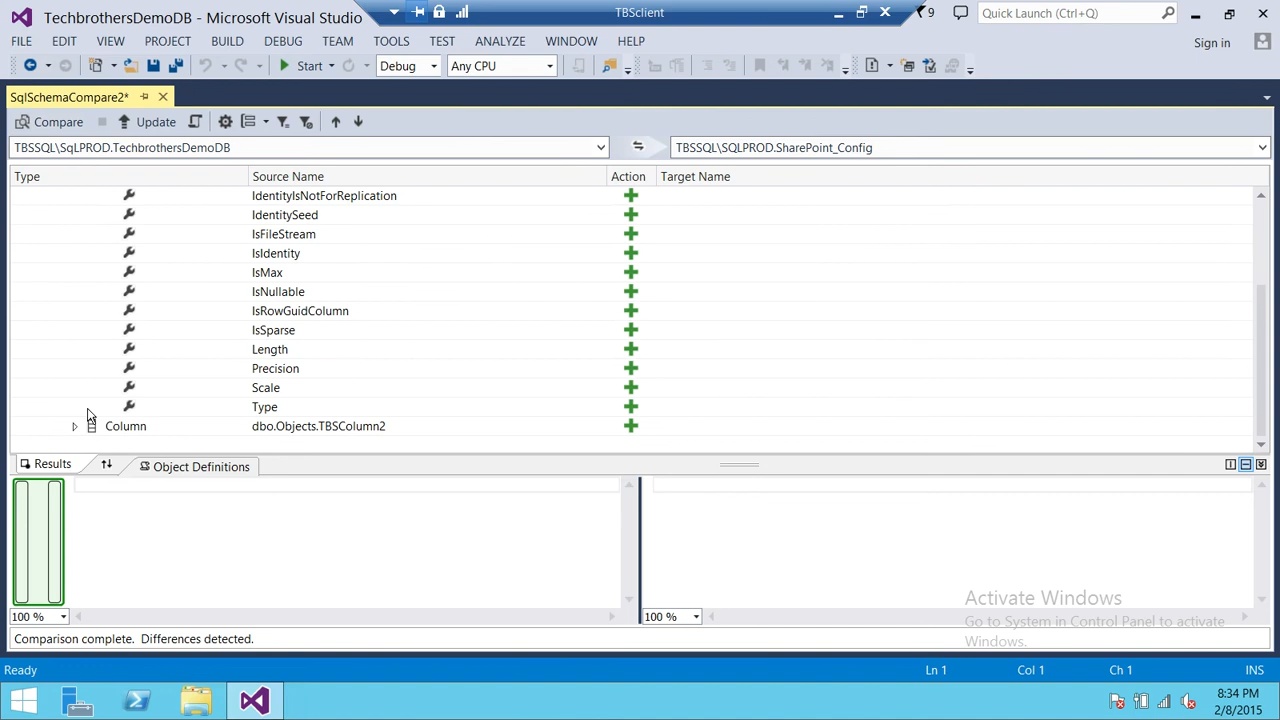 TechbrothersDemoDB - Microsoft Visual Studio
TBSclient
9
Quick Launch (Ctrl+Q)
FILE EDIT VIEW PROJECT BUILD DEBUG TEAM TOOLS TEST ANALYZE WINDOW HELP
Sign in
Start
Debug
Any CPU
SqlSchemaCompare2*
Compare
Update
TBSSQL\SqLPROD.TechbrothersDemoDB
TBSSQL\SQLPROD.SharePoint_Config
Type Source Name Action Target Name
IdentityIsNotForReplication
IdentitySeed
IsFileStream
IsIdentity
IsMax
IsNullable
IsRowGuidColumn
IsSparse
Length
Precision
Scale
Type
Column dbo.Objects.TBSColumn2
Results
Object Definitions
100 %
100 %
Activate Windows
Go to System in Control Panel to activate
Windows.
Comparison complete. Differences detected.
Ready Ln 1 Col 1 Ch 1 INS
8:34 PM
2/8/2015